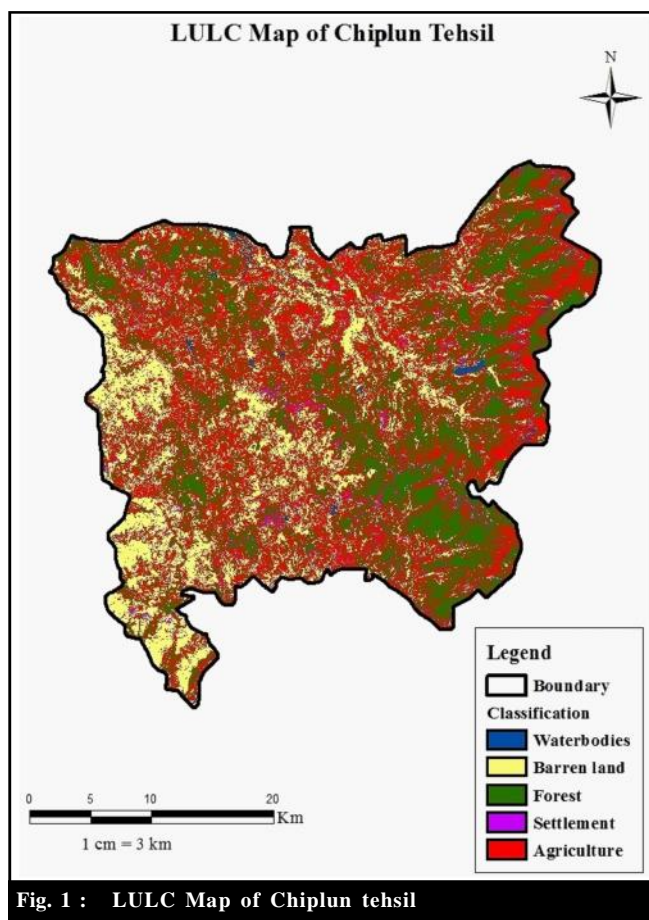 LULC Map of Chiplun Tehsil
N
Legend
Boundary
Classification
Waterbodies
Barren land
Forest
Settlement
Agriculture
0 5 10 20
Km
1 cm = 3 km
Fig. 1 : LULC Map of Chiplun tehsil